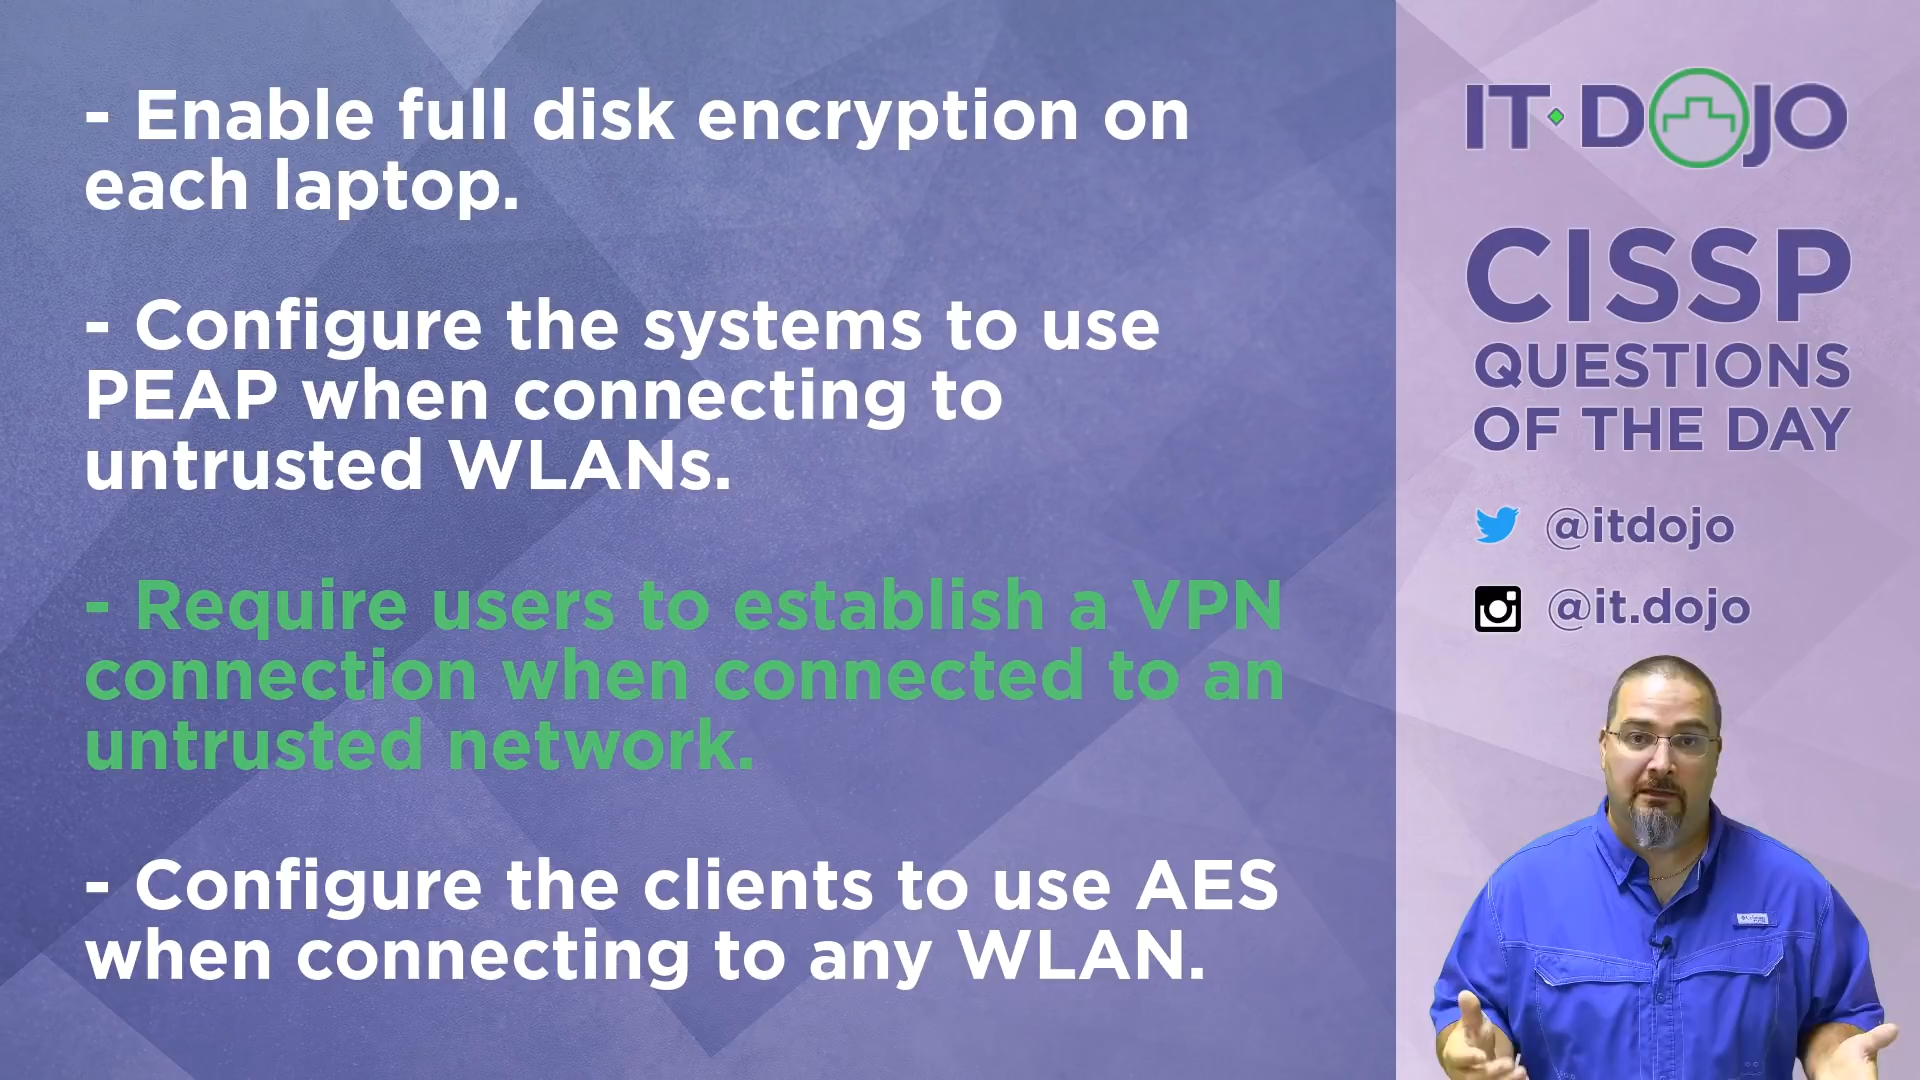 - Enable full disk encryption on
each laptop.
- Configure the systems to use
PEAP when connecting to
untrusted WLANs.
- Require users to establish a VPN
connection when connected to an
untrusted network.
- Configure the clients to use AES
when connecting to any WLAN.
IT DOJO
CISSP
QUESTIONS
OF THE DAY
@itdojo
@it.dojo